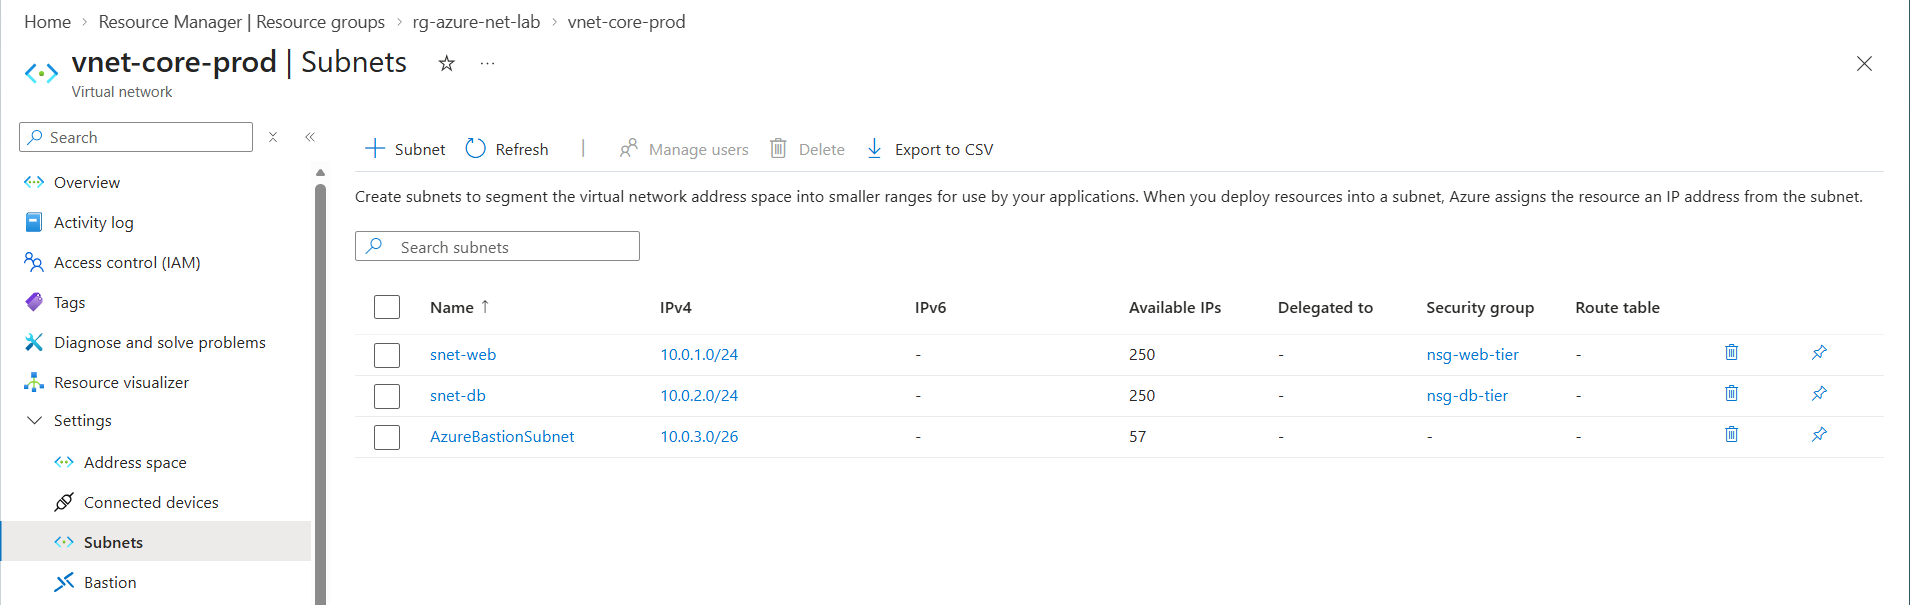 Home > Resource Manager | Resource groups > rg-azure-net-lab > vnet-core-prod
vnet-core-prod | Subnets
Virtual network
Search
Overview
Activity log
Access control (IAM)
Tags
Diagnose and solve problems
Resource visualizer
Settings
Address space
Connected devices
Subnets
Bastion
Subnet Refresh | Manage users Delete Export to CSV
Create subnets to segment the virtual network address space into smaller ranges for use by your applications. When you deploy resources into a subnet, Azure assigns the resource an IP address from the subnet.
Search subnets
Name ↑ IPv4 IPv6 Available IPs Delegated to Security group Route table
snet-web 10.0.1.0/24 - 250 - nsg-web-tier -
snet-db 10.0.2.0/24 - 250 - nsg-db-tier -
AzureBastionSubnet 10.0.3.0/26 - 57 - - -